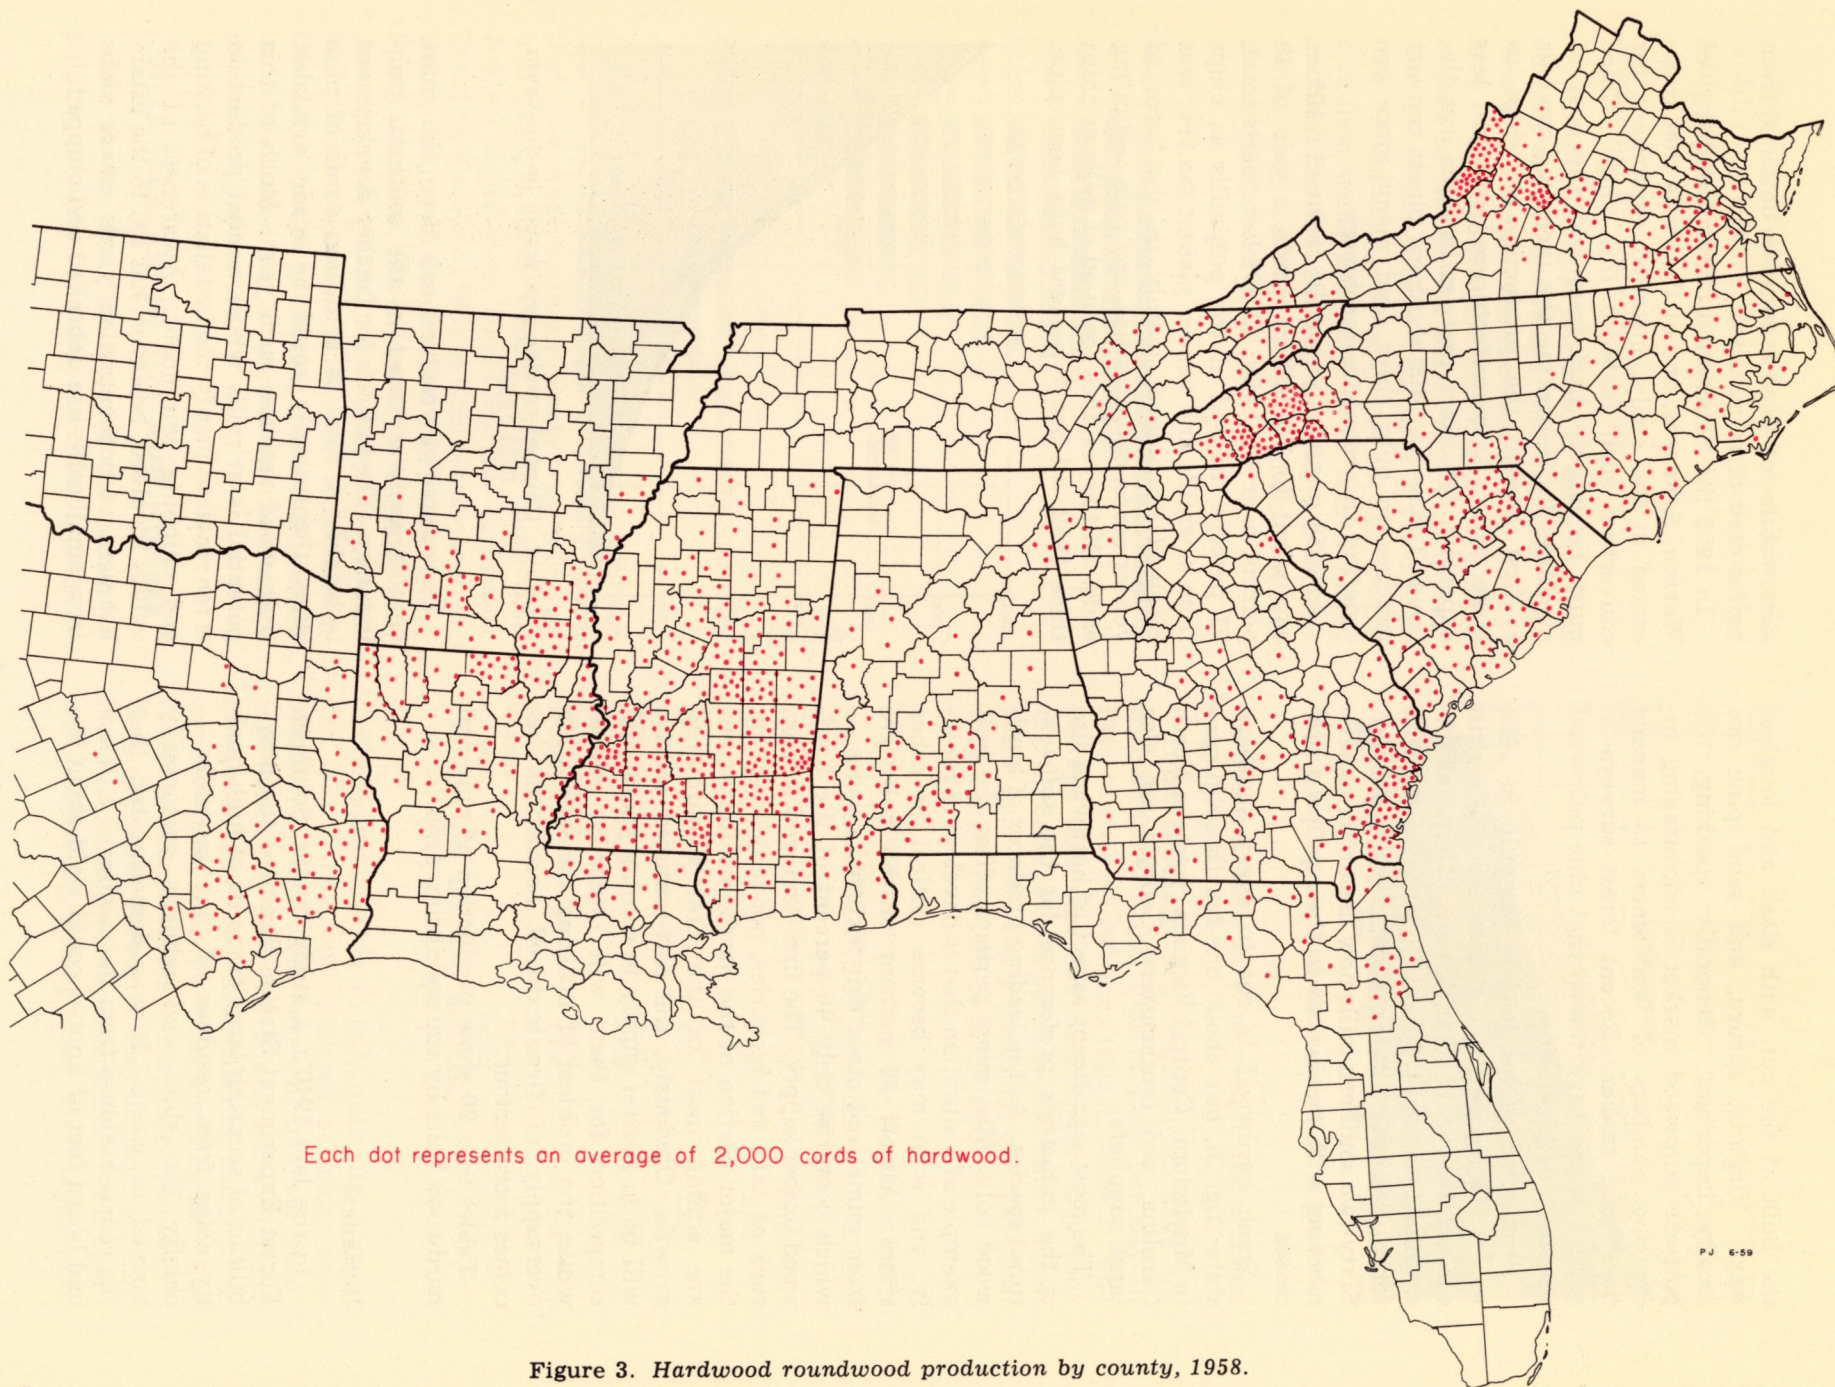 Each dot represents an average of 2,000 cords of hardwood.
PJ 6-59
Figure 3. Hardwood roundwood production by county, 1958.